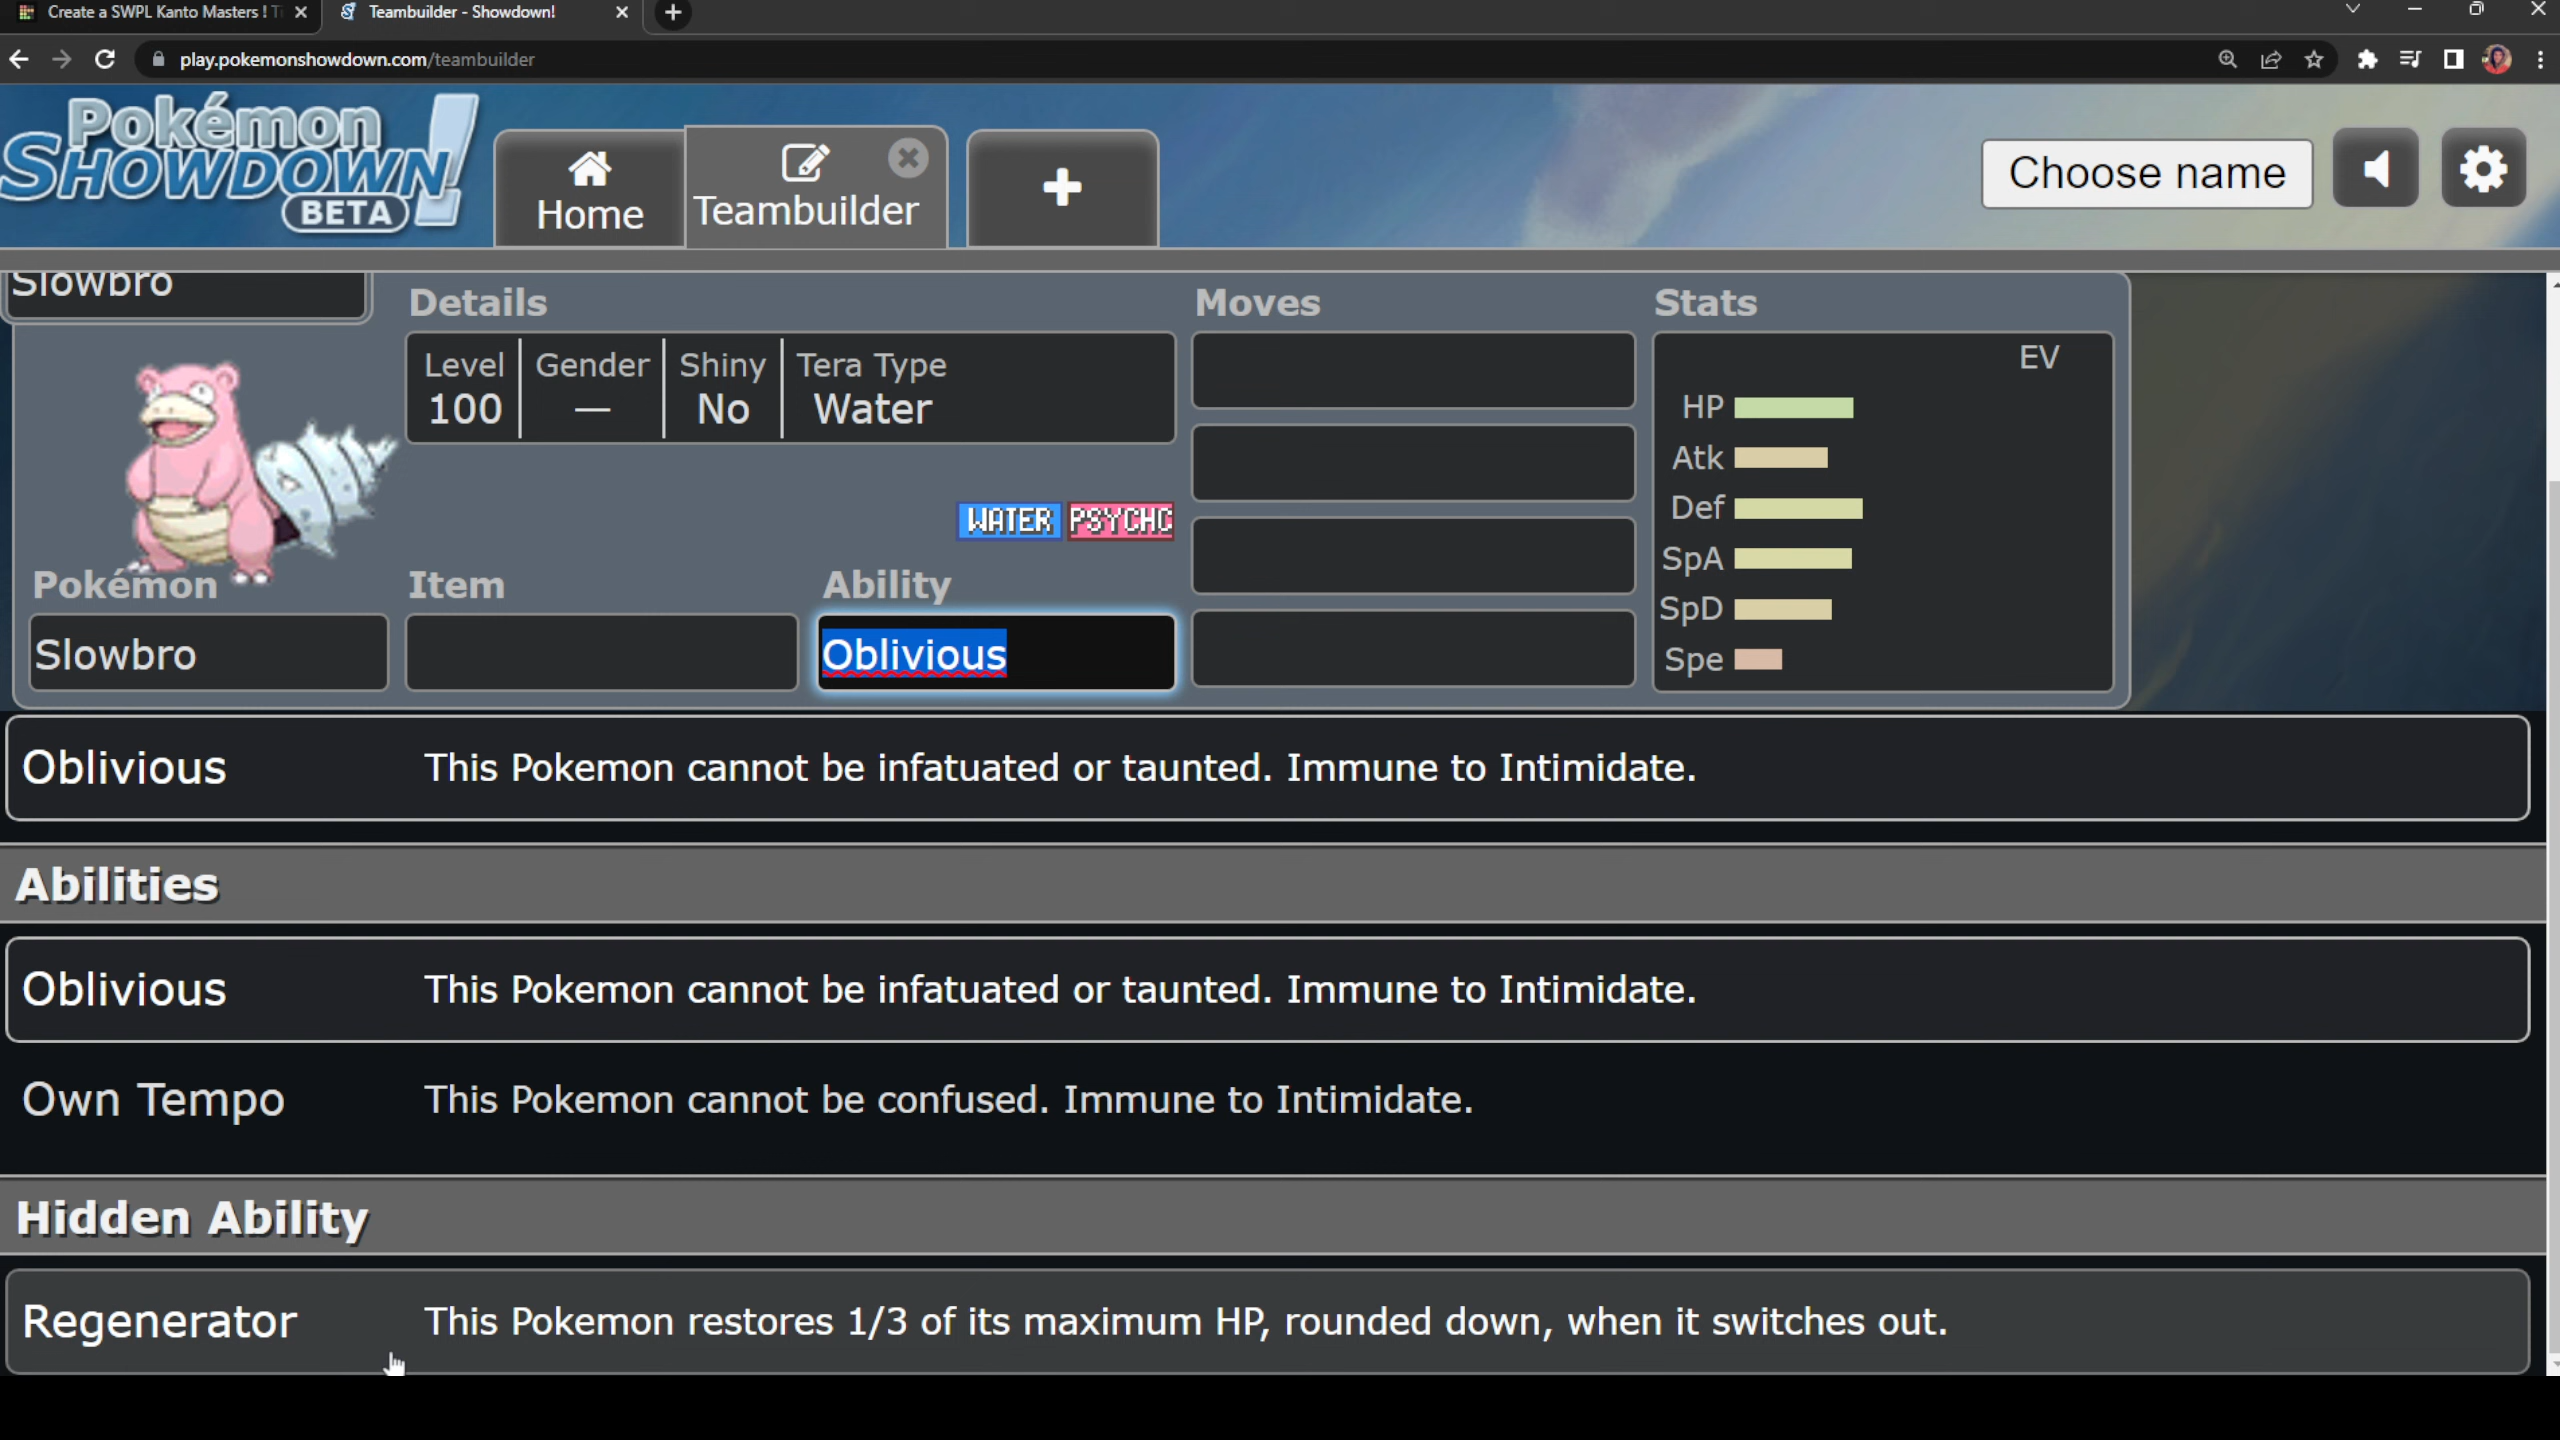 Create a SWPL Kanto Masters ! Ti
Teambuilder - Showdown!
play.pokemonshowdown.com/teambuilder
Pokémon
SHOWDOWN!
BETA
Home
Teambuilder
Choose name
Slowbro
Details
Moves
Stats
Level
Gender
Shiny
Tera Type
100
—
No
Water
EV
HP
Atk
Def
SpA
SpD
Spe
WATER
PSYCHC
Pokémon
Item
Ability
Slowbro
Oblivious
Oblivious
This Pokemon cannot be infatuated or taunted. Immune to Intimidate.
Abilities
Oblivious
This Pokemon cannot be infatuated or taunted. Immune to Intimidate.
Own Tempo
This Pokemon cannot be confused. Immune to Intimidate.
Hidden Ability
Regenerator
This Pokemon restores 1/3 of its maximum HP, rounded down, when it switches out.